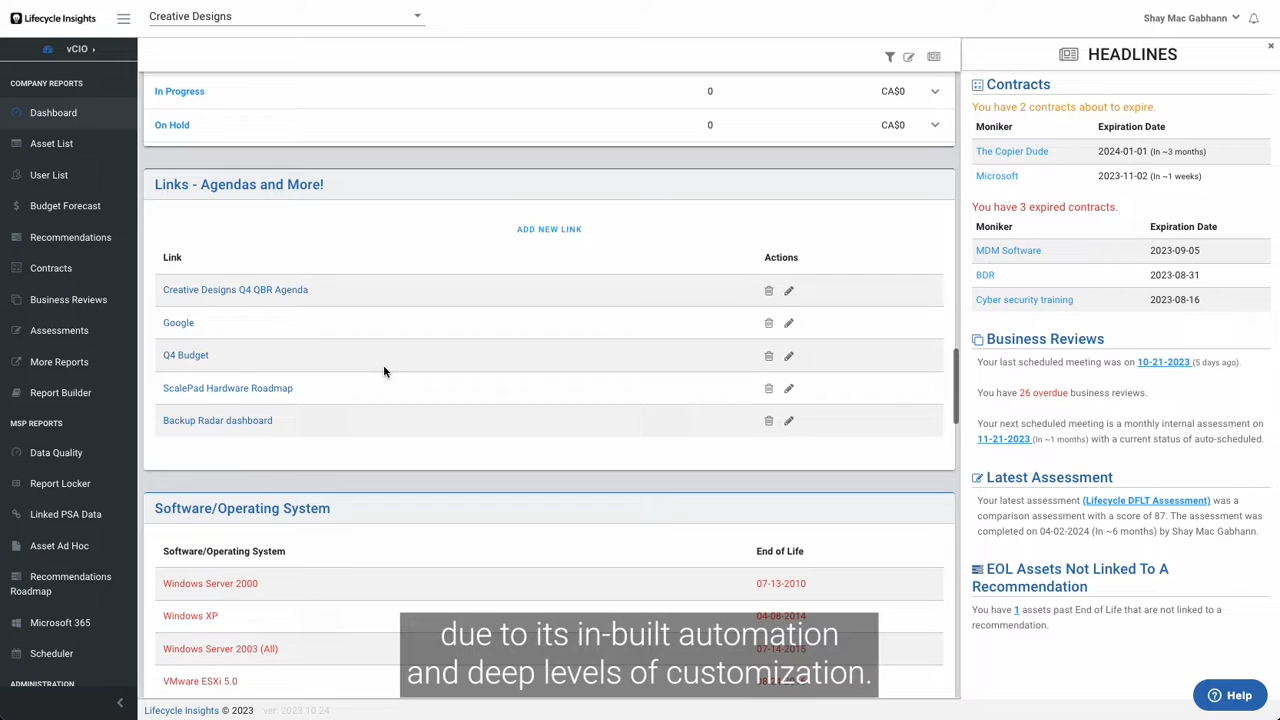 Lifecycle Insights
Creative Designs
Shay Mac Gabhann
vCIO
COMPANY REPORTS
Dashboard
Asset List
User List
Budget Forecast
Recommendations
Contracts
Business Reviews
Assessments
More Reports
Report Builder
MSP REPORTS
Data Quality
Report Locker
Linked PSA Data
Asset Ad Hoc
Recommendations
Roadmap
Microsoft 365
Scheduler
ADMINISTRATION
In Progress 0 CA$0
On Hold 0 CA$0
Links - Agendas and More!
ADD NEW LINK
Link Actions
Creative Designs Q4 QBR Agenda
Google
Q4 Budget
ScalePad Hardware Roadmap
Backup Radar dashboard
Software/Operating System
Software/Operating System End of Life
Windows Server 2000 07-13-2010
Windows XP 04-08-2014
Windows Server 2003 (All) 07-14-2015
VMware ESXi 5.0
due to its in-built automation
and deep levels of customization.
Lifecycle Insights © 2023 ver: 2023.10.24
HEADLINES
Contracts
You have 2 contracts about to expire.
Moniker Expiration Date
The Copier Dude 2024-01-01 (In ~3 months)
Microsoft 2023-11-02 (In ~1 weeks)
You have 3 expired contracts.
Moniker Expiration Date
MDM Software 2023-09-05
BDR 2023-08-31
Cyber security training 2023-08-16
Business Reviews
Your last scheduled meeting was on 10-21-2023 (5 days ago).
You have 26 overdue business reviews.
Your next scheduled meeting is a monthly internal assessment on
11-21-2023 (In ~1 months) with a current status of auto-scheduled.
Latest Assessment
Your latest assessment (Lifecycle DFLT Assessment) was a
comparison assessment with a score of 87. The assessment was
completed on 04-02-2024 (In ~6 months) by Shay Mac Gabhann.
EOL Assets Not Linked To A
Recommendation
You have 1 assets past End of Life that are not linked to a
recommendation.
Help